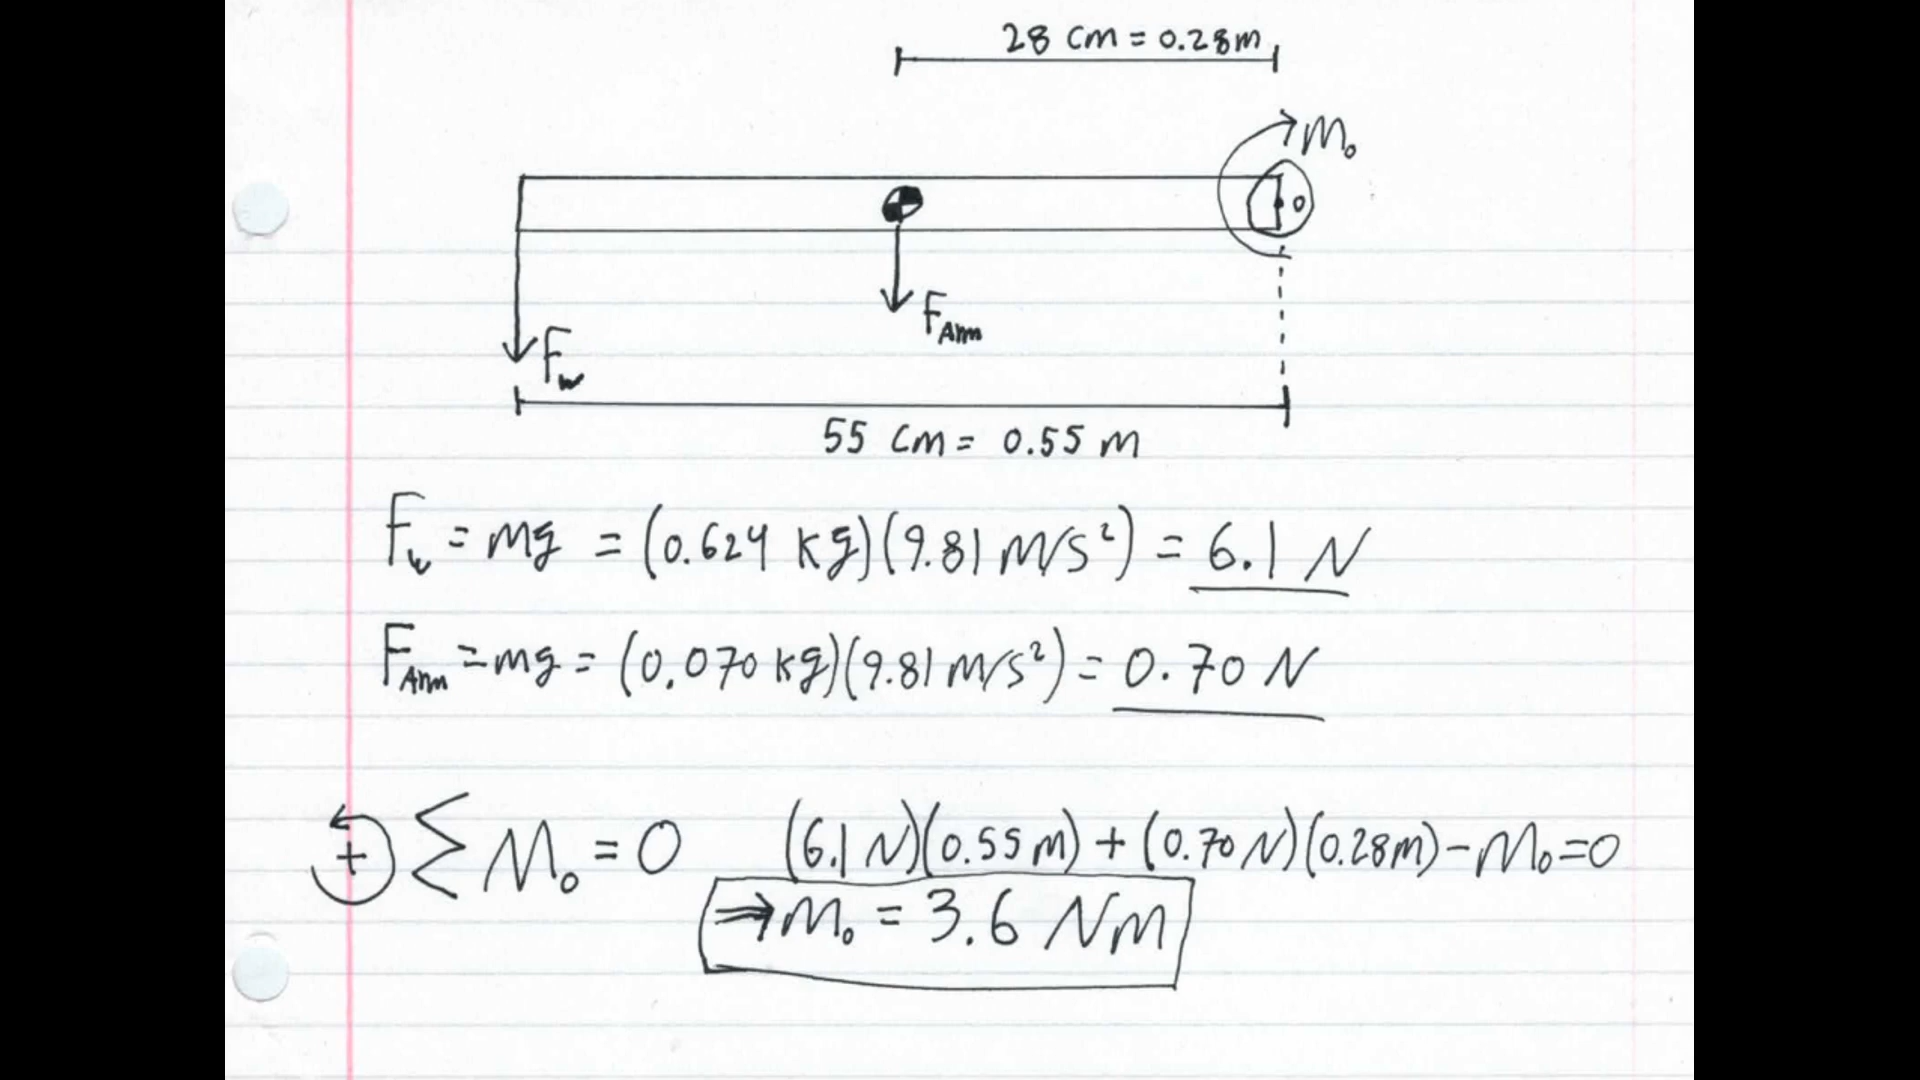 28 cm = 0.28m
M₀
0
F_Arm
F_w
55 cm = 0.55 m
F_w = mg = (0.624 kg)(9.81 m/s²) = 6.1 N
F_Arm = mg = (0.070 kg)(9.81 m/s²) = 0.70 N
+ ΣM₀ = 0 (6.1 N)(0.55m) + (0.70 N)(0.28m) - M₀ = 0
⇒ M₀ = 3.6 Nm